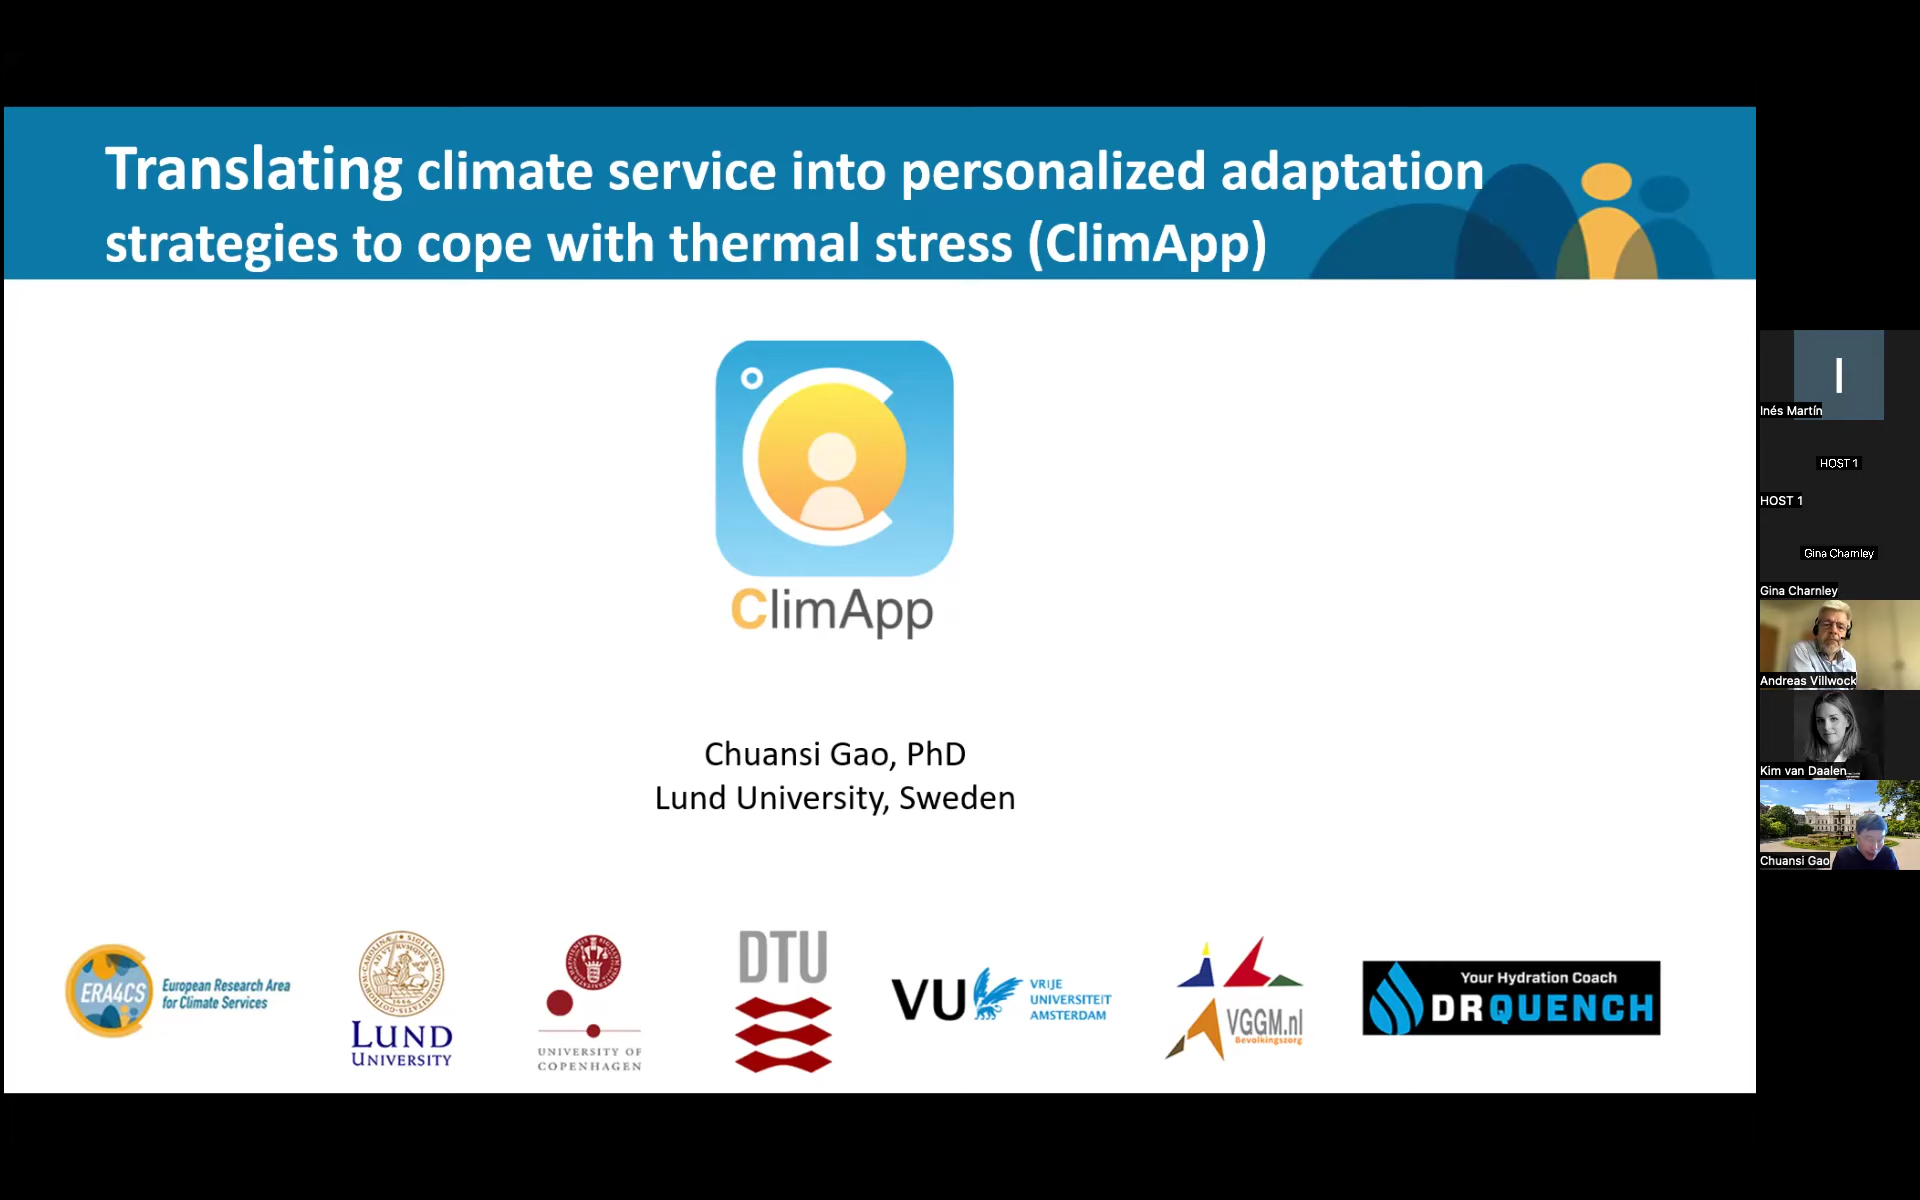 Translating climate service into personalized adaptation
strategies to cope with thermal stress (ClimApp)
ClimApp
Chuansi Gao, PhD
Lund University, Sweden
ERA4CS
European Research Area
for Climate Services
LUND
UNIVERSITY
UNIVERSITY OF
COPENHAGEN
DTU
VU
VRIJE
UNIVERSITEIT
AMSTERDAM
VGGM.nl
Bevolkingszorg
Your Hydration Coach
DRQUENCH
I
Inés Martín
HOST 1
HOST 1
Gina Charnley
Gina Charnley
Andreas Villwock
Kim van Daalen
Chuansi Gao